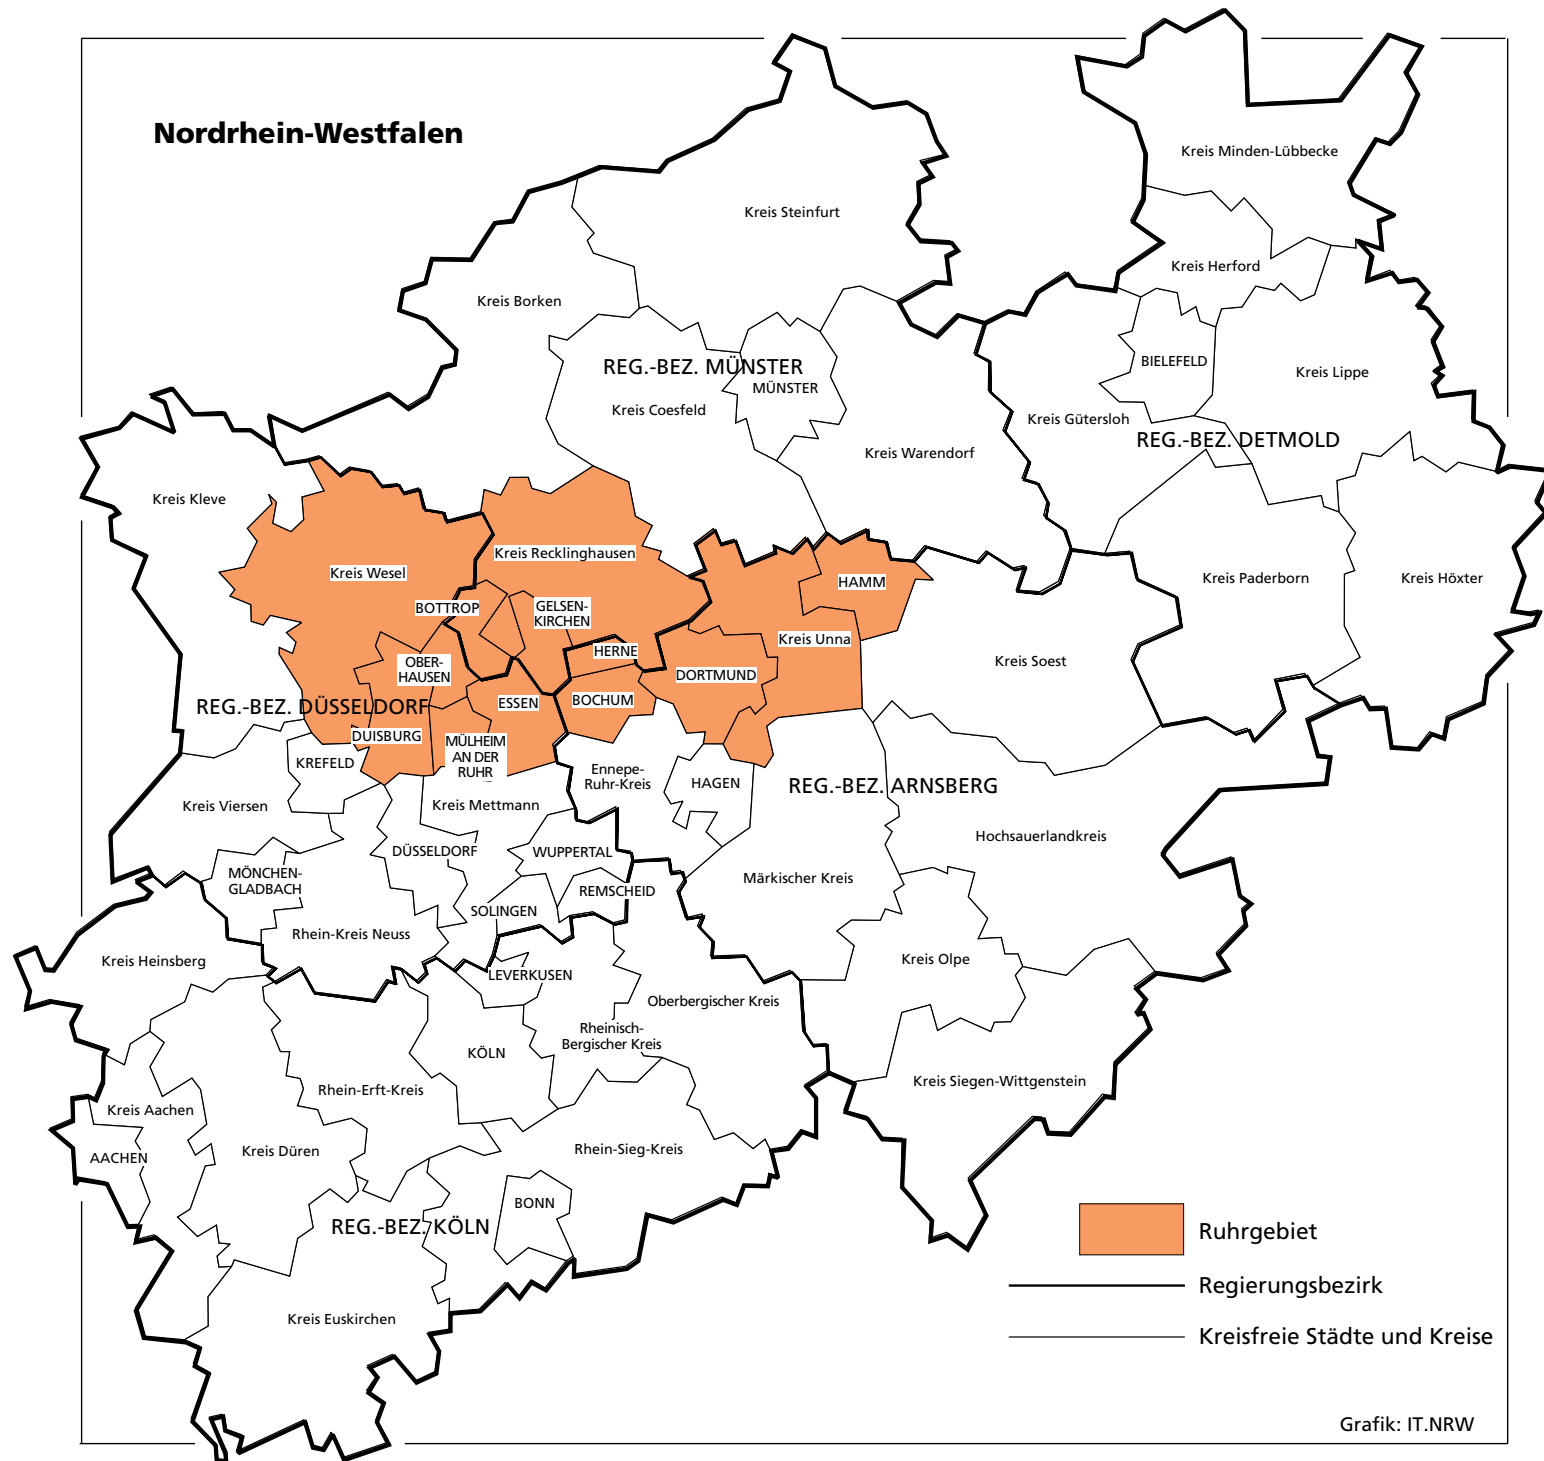 Nordrhein-Westfalen
Kreis Minden-Lübbecke
Kreis Steinfurt
Kreis Herford
Kreis Borken
BIELEFELD
Kreis Lippe
REG.-BEZ. MÜNSTER
MÜNSTER
Kreis Coesfeld
Kreis Gütersloh
REG.-BEZ. DETMOLD
Kreis Warendorf
Kreis Kleve
Kreis Recklinghausen
Kreis Wesel
HAMM
Kreis Paderborn
Kreis Höxter
BOTTROP
GELSEN-
KIRCHEN
Kreis Unna
HERNE
Kreis Soest
OBER-
HAUSEN
DORTMUND
ESSEN
BOCHUM
REG.-BEZ. DÜSSELDORF
DUISBURG
MÜLHEIM
AN DER
RUHR
KREFELD
Ennepe-
Ruhr-Kreis
HAGEN
REG.-BEZ. ARNSBERG
Kreis Viersen
Kreis Mettmann
Hochsauerlandkreis
DÜSSELDORF
WUPPERTAL
MÖNCHEN-
GLADBACH
Märkischer Kreis
REMSCHEID
SOLINGEN
Rhein-Kreis Neuss
Kreis Heinsberg
Kreis Olpe
LEVERKUSEN
Oberbergischer Kreis
Rheinisch-
Bergischer Kreis
KÖLN
Kreis Siegen-Wittgenstein
Rhein-Erft-Kreis
Kreis Aachen
AACHEN
Kreis Düren
Rhein-Sieg-Kreis
BONN
REG.-BEZ. KÖLN
Kreis Euskirchen
Ruhrgebiet
Regierungsbezirk
Kreisfreie Städte und Kreise
Grafik: IT.NRW